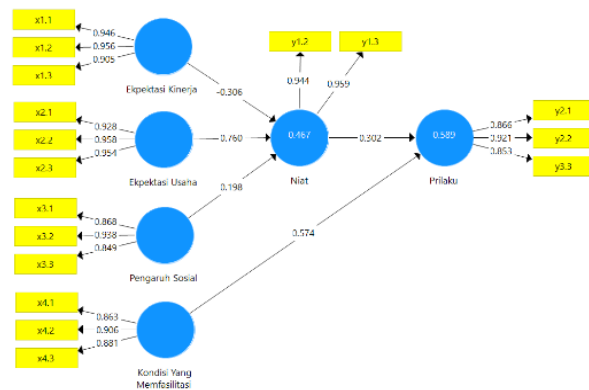 x1.1
0.946
x1.2
0.956
x1.3
0.905
Ekpektasi Kinerja
-0.306
y1.2
y1.3
0.944
0.959
x2.1
0.928
x2.2
0.958
x2.3
0.954
Ekpektasi Usaha
0.760
0.467
Niat
0.302
0.589
Prilaku
0.866
y2.1
0.921
y2.2
0.853
y3.3
0.198
x3.1
0.868
x3.2
0.938
x3.3
0.849
Pengaruh Sosial
0.574
x4.1
0.863
x4.2
0.906
x4.3
0.881
Kondisi Yang
Memfasilitasi